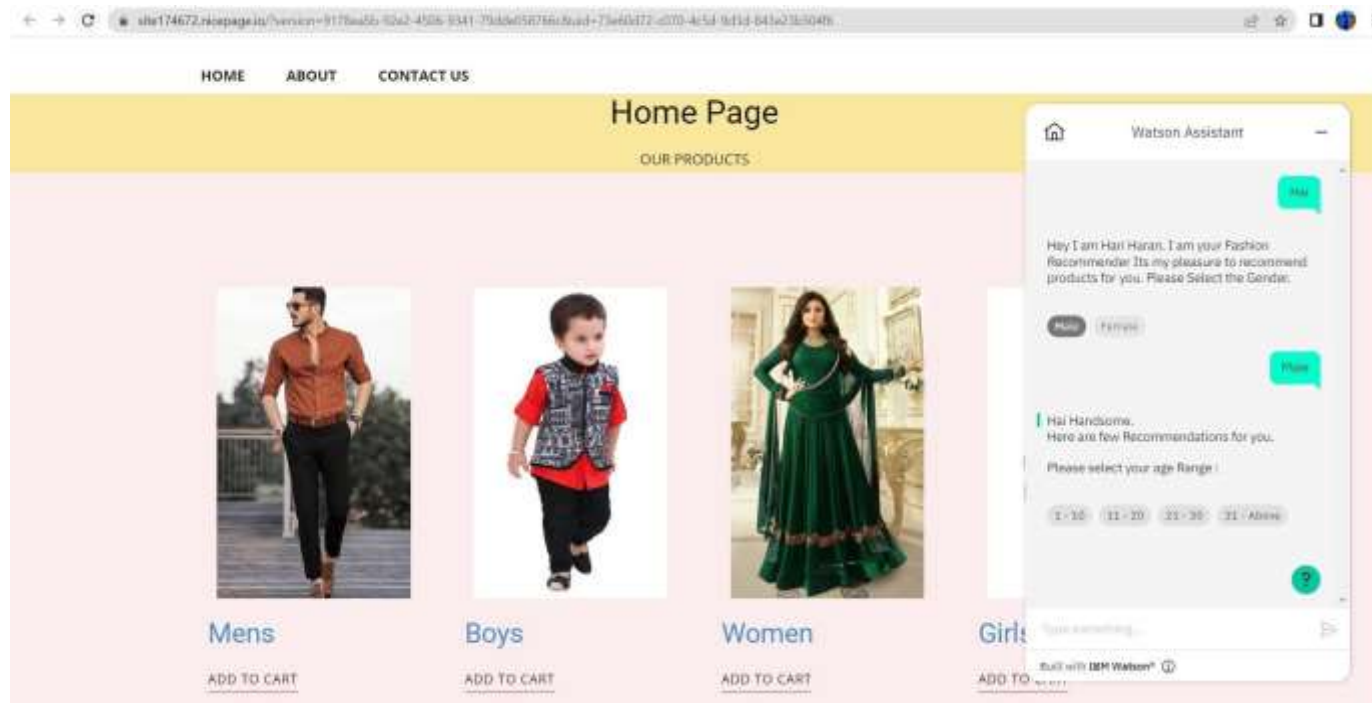 HOME ABOUT CONTACT US
Home Page
OUR PRODUCTS
Mens
ADD TO CART
Boys
ADD TO CART
Women
ADD TO CART
Girls
ADD TO
Watson Assistant
Hai
Hey I am Hari Haran. I am your Fashion
Recommender Its my pleasure to recommend
products for you. Please Select the Gender.
Male Female
Male
Hai Handsome.
Here are few Recommendations for you.
Please select your age Range :
1 - 10 11 - 20 21 - 30 31 - Above
?
Type something...
Built with IBM Watson®